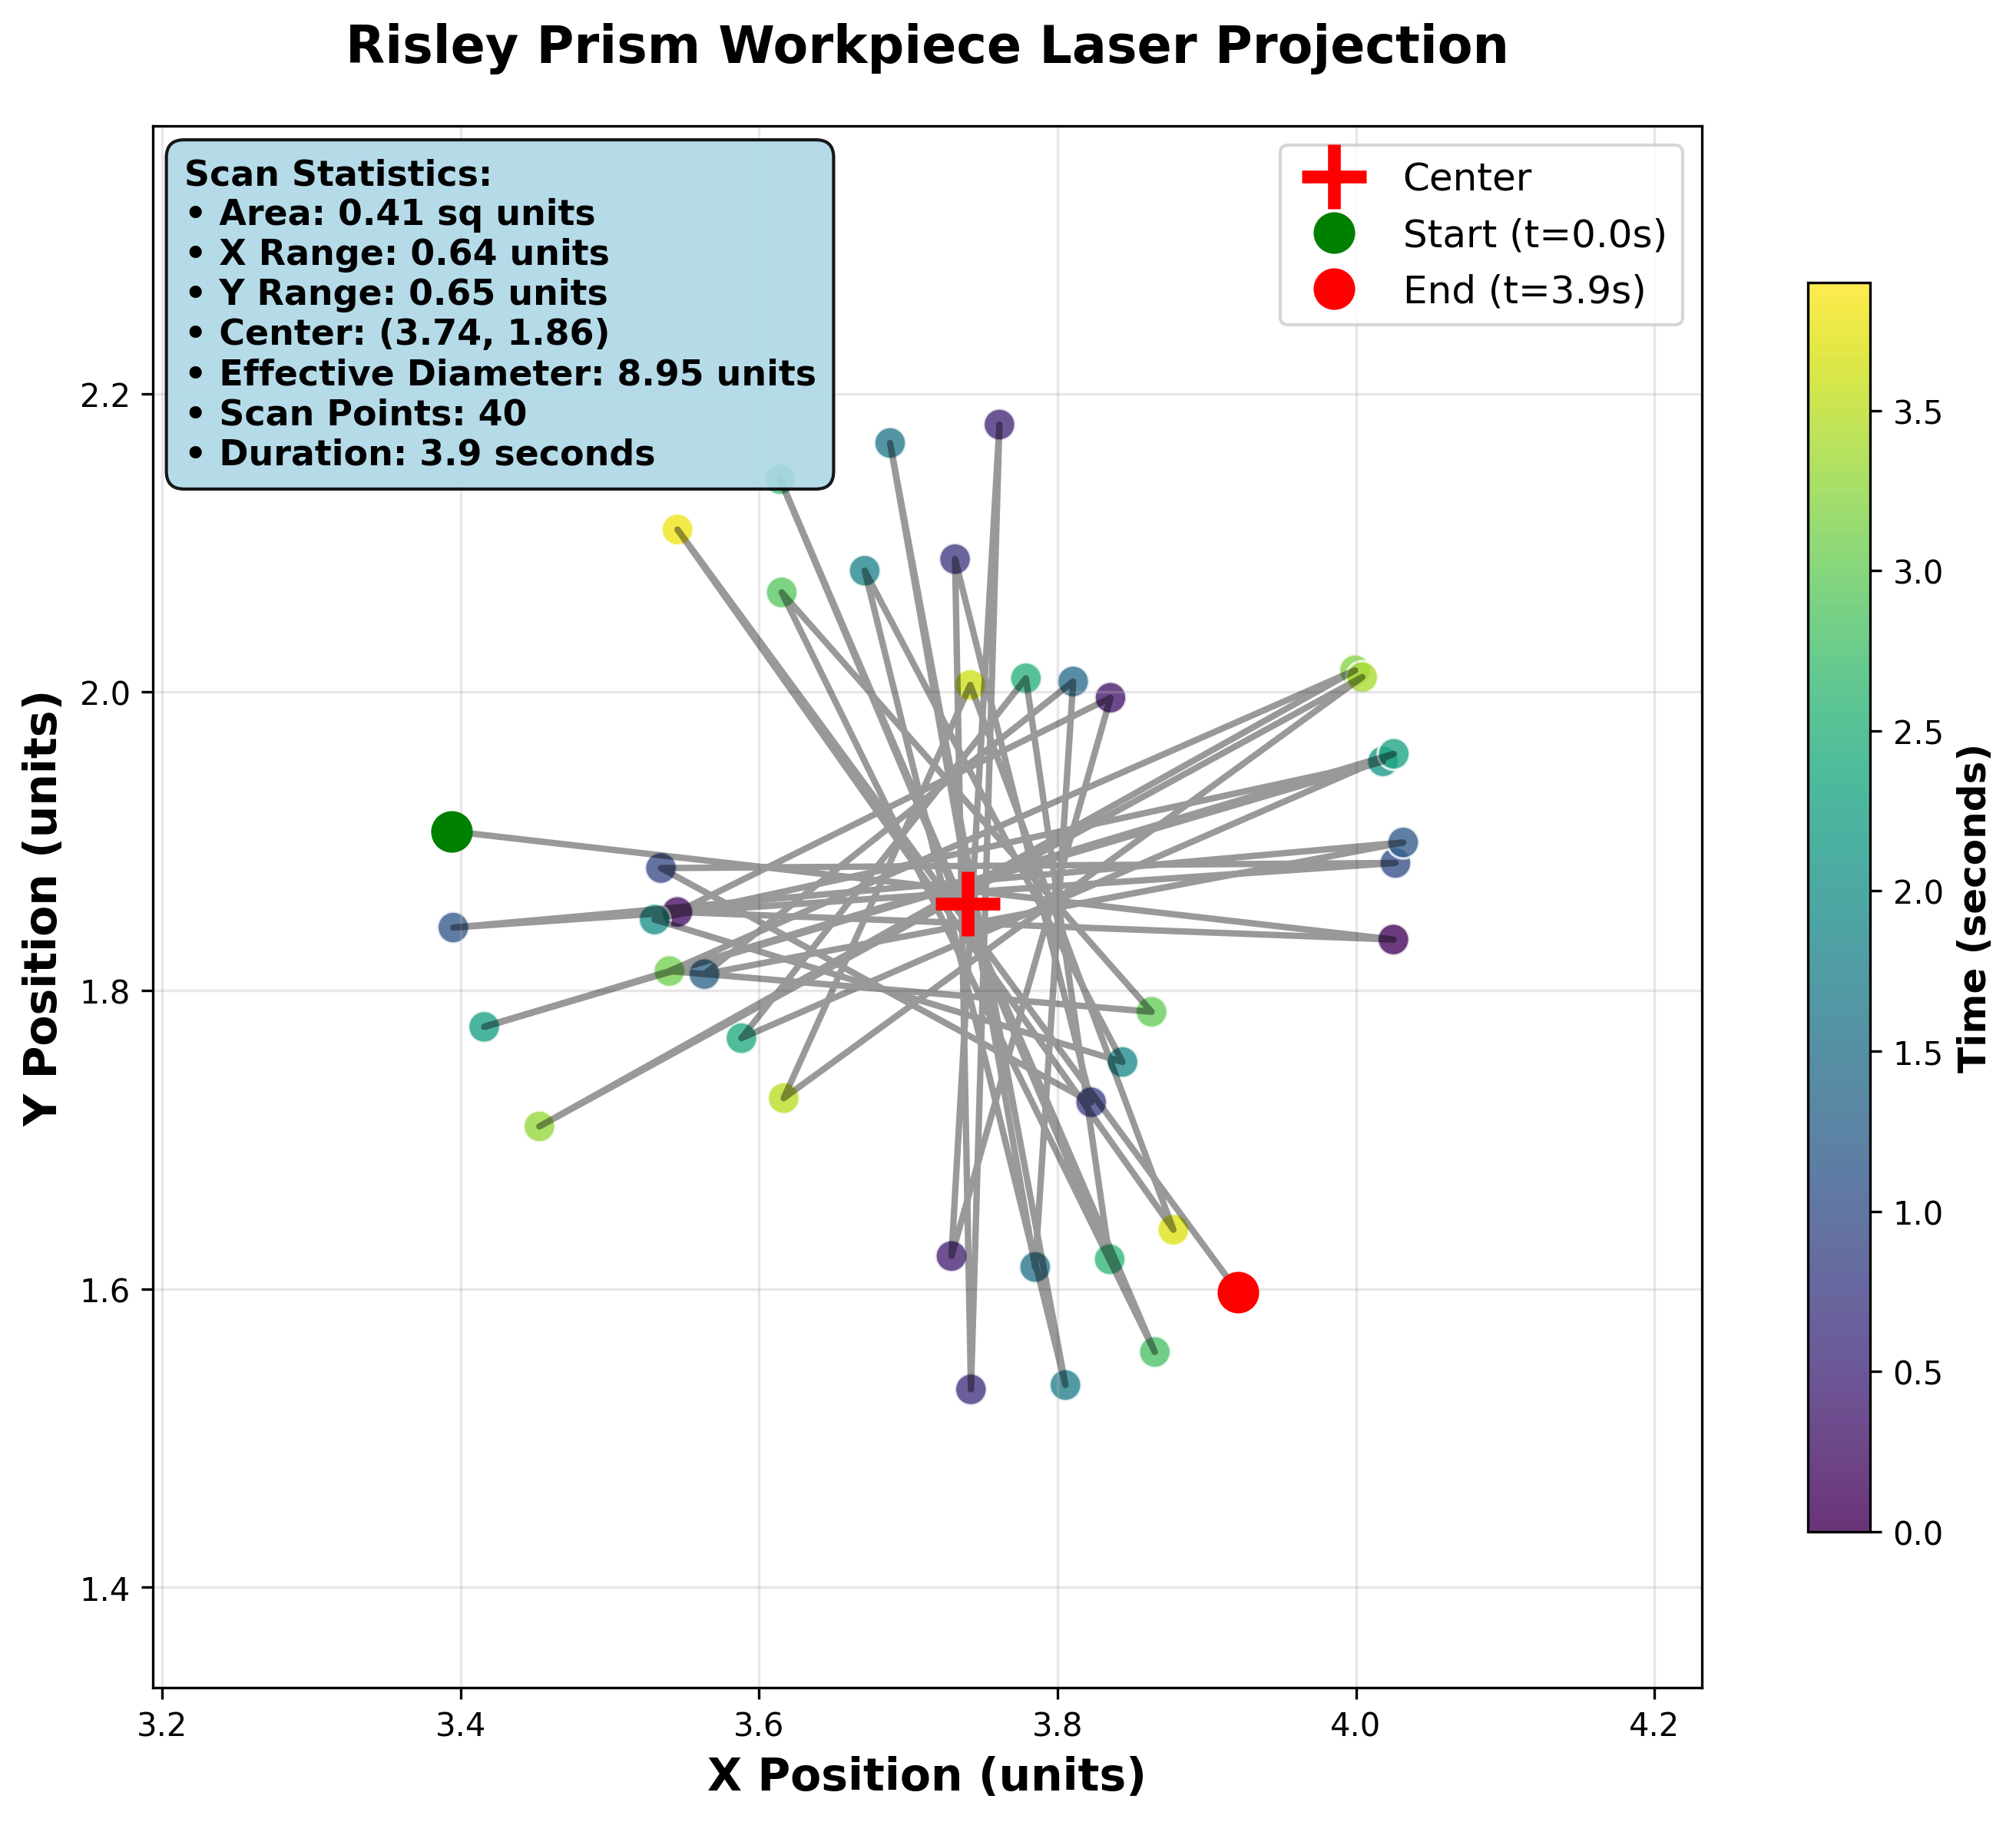 Risley Prism Workpiece Laser Projection
Scan Statistics:
• Area: 0.41 sq units
• X Range: 0.64 units
• Y Range: 0.65 units
• Center: (3.74, 1.86)
• Effective Diameter: 8.95 units
• Scan Points: 40
• Duration: 3.9 seconds
Center
Start (t=0.0s)
End (t=3.9s)
Y Position (units)
2.2
2.0
1.8
1.6
1.4
3.2
3.4
3.6
3.8
4.0
4.2
X Position (units)
3.5
3.0
2.5
2.0
1.5
1.0
0.5
0.0
Time (seconds)